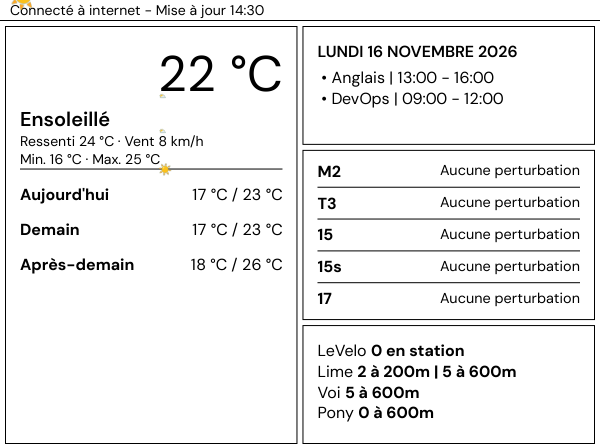 Connecté à internet - Mise à jour 14:30
22 °C
Ensoleillé
Ressenti 24 °C · Vent 8 km/h
Min. 16 °C · Max. 25 °C
Aujourd'hui 17 °C / 23 °C
Demain 17 °C / 23 °C
Après-demain 18 °C / 26 °C
LUNDI 16 NOVEMBRE 2026
• Anglais | 13:00 - 16:00
• DevOps | 09:00 - 12:00
M2 Aucune perturbation
T3 Aucune perturbation
15 Aucune perturbation
15s Aucune perturbation
17 Aucune perturbation
LeVelo 0 en station
Lime 2 à 200m | 5 à 600m
Voi 5 à 600m
Pony 0 à 600m